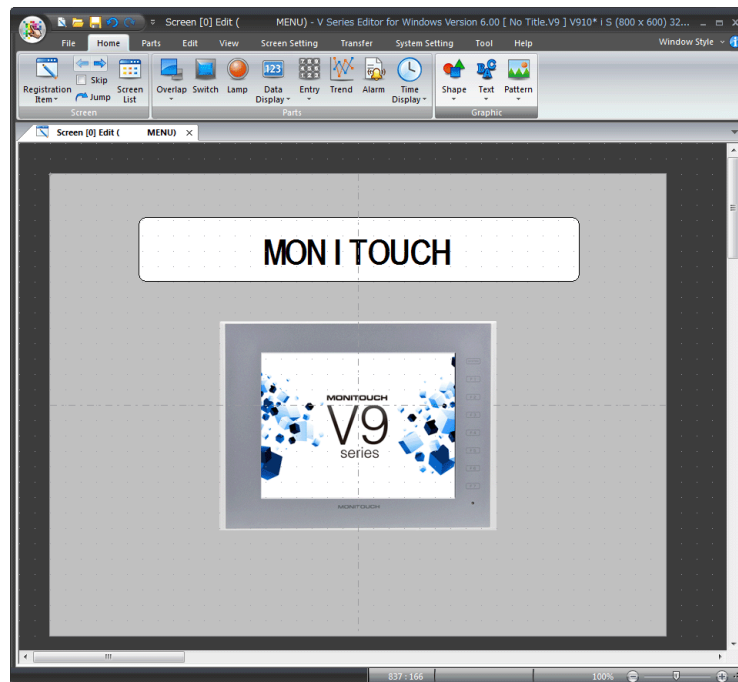 Screen [0] Edit ( MENU) - V Series Editor for Windows Version 6.00 [ No Title.V9 ] V910* i S (800 x 600) 32...
File Home Parts Edit View Screen Setting Transfer System Setting Tool Help Window Style
Registration Item Skip Jump Screen List Overlap Switch Lamp Data Display Entry Trend Alarm Time Display Shape Text Pattern
123
Screen Parts Graphic
Screen [0] Edit ( MENU)
MONITOUCH
MONITOUCH
V9
series
MONITOUCH
837 : 166 100%